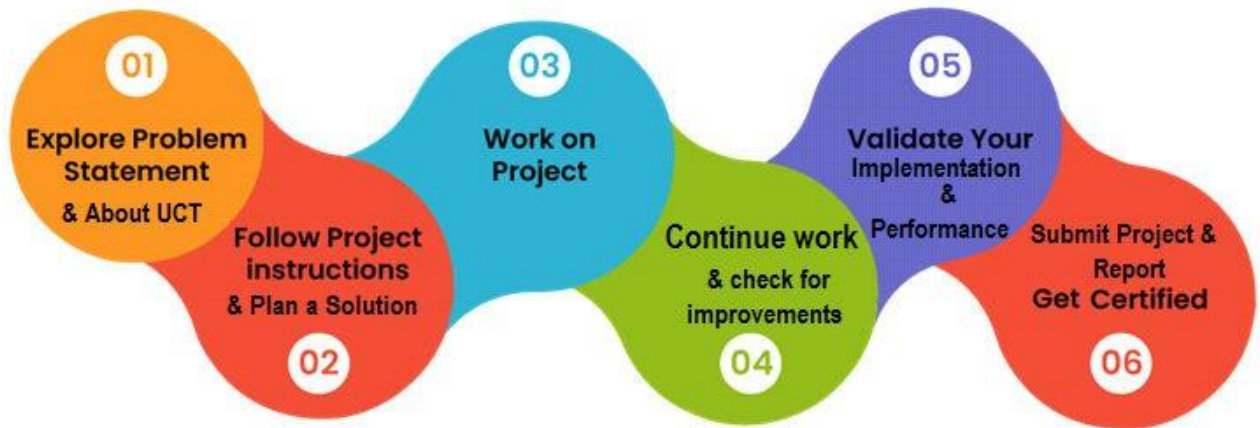 01
Explore Problem
Statement
& About UCT
Follow Project
instructions
& Plan a Solution
02
03
Work on
Project
Continue work
& check for
improvements
04
05
Validate Your
Implementation
&
Performance
Submit Project &
Report
Get Certified
06